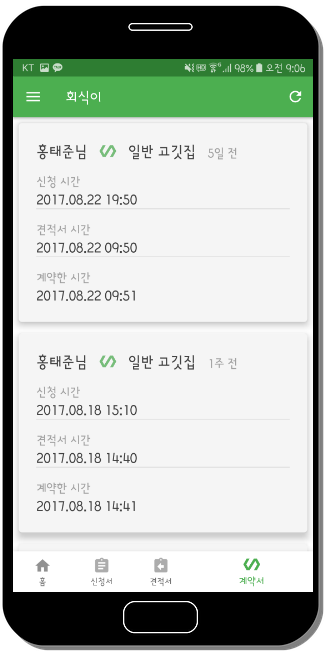 KT 98% 오전 9:06
회식이
홍태준님 일반 고깃집 5일 전
신청 시간
2017.08.22 19:50
견적서 시간
2017.08.22 09:50
계약한 시간
2017.08.22 09:51
홍태준님 일반 고깃집 1주 전
신청 시간
2017.08.18 15:10
견적서 시간
2017.08.18 14:40
계약한 시간
2017.08.18 14:41
홈 신청서 견적서 계약서